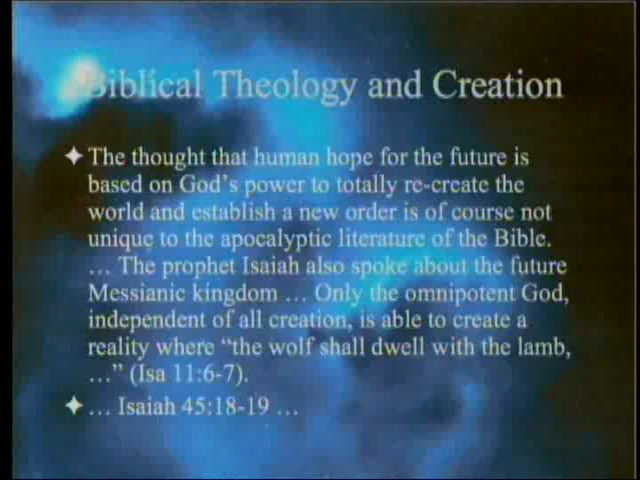 Biblical Theology and Creation
✦ The thought that human hope for the future is
based on God's power to totally re-create the
world and establish a new order is of course not
unique to the apocalyptic literature of the Bible.
… The prophet Isaiah also spoke about the future
Messianic kingdom … Only the omnipotent God,
independent of all creation, is able to create a
reality where “the wolf shall dwell with the lamb,
…” (Isa 11:6-7).
✦ … Isaiah 45:18-19 …